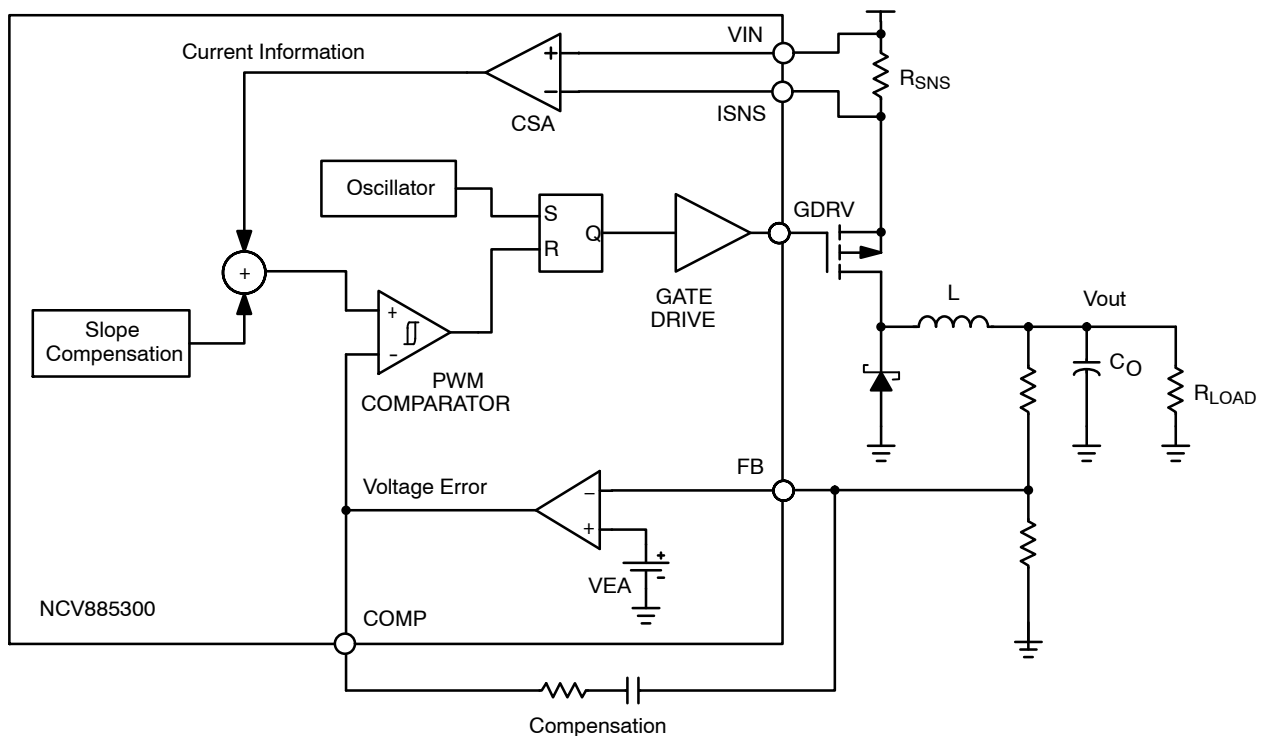 VIN
Current Information
RSNS
ISNS
CSA
Oscillator
S
Q
R
GDRV
GATE
DRIVE
L
Vout
+
Slope
Compensation
+
-
PWM
COMPARATOR
CO
RLOAD
FB
Voltage Error
−
+
+
-
VEA
NCV885300
COMP
Compensation
+
−